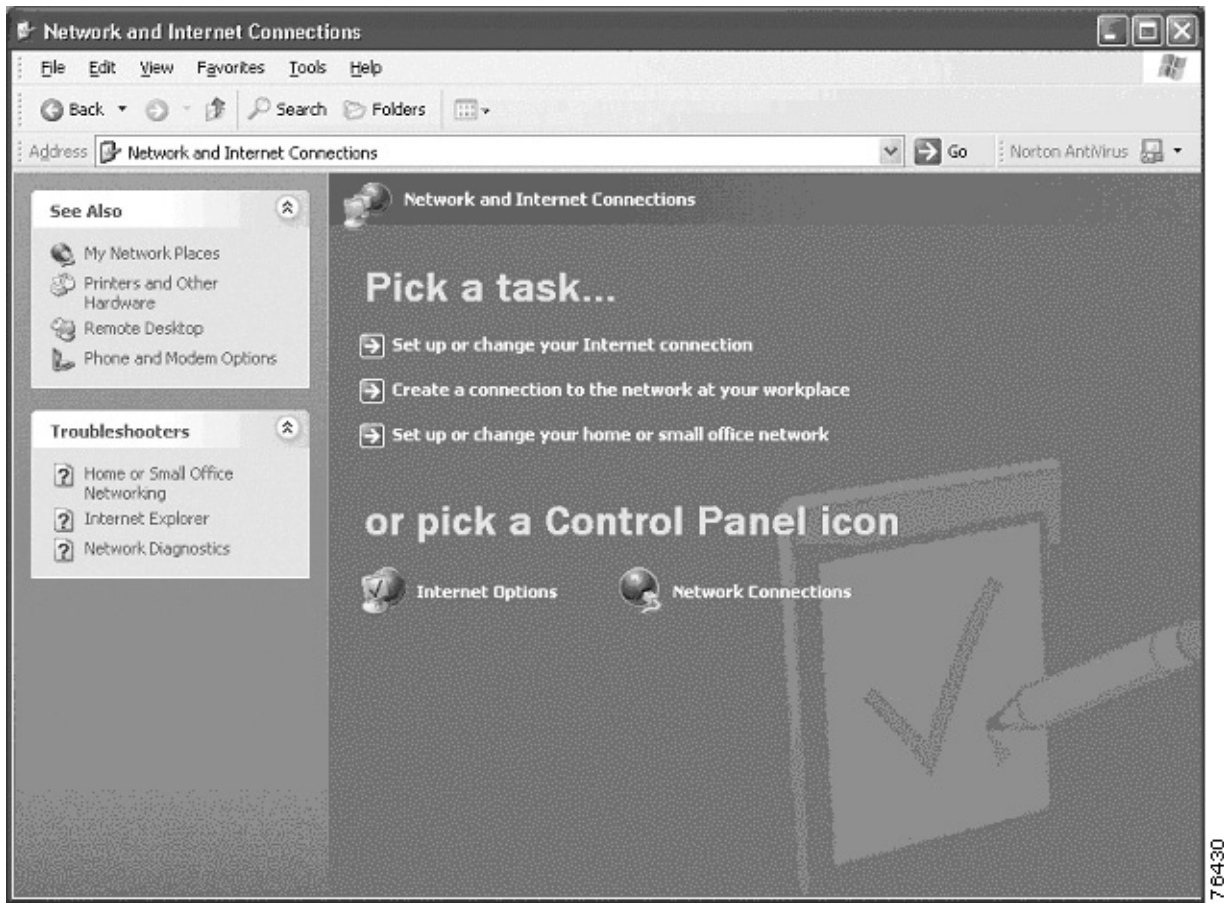 Network and Internet Connections
File Edit View Favorites Tools Help
Back Search Folders
Address Network and Internet Connections Go Norton AntiVirus
See Also
My Network Places
Printers and Other
Hardware
Remote Desktop
Phone and Modem Options
Troubleshooters
Home or Small Office
Networking
Internet Explorer
Network Diagnostics
Network and Internet Connections
Pick a task...
Set up or change your Internet connection
Create a connection to the network at your workplace
Set up or change your home or small office network
or pick a Control Panel icon
Internet Options Network Connections
76430